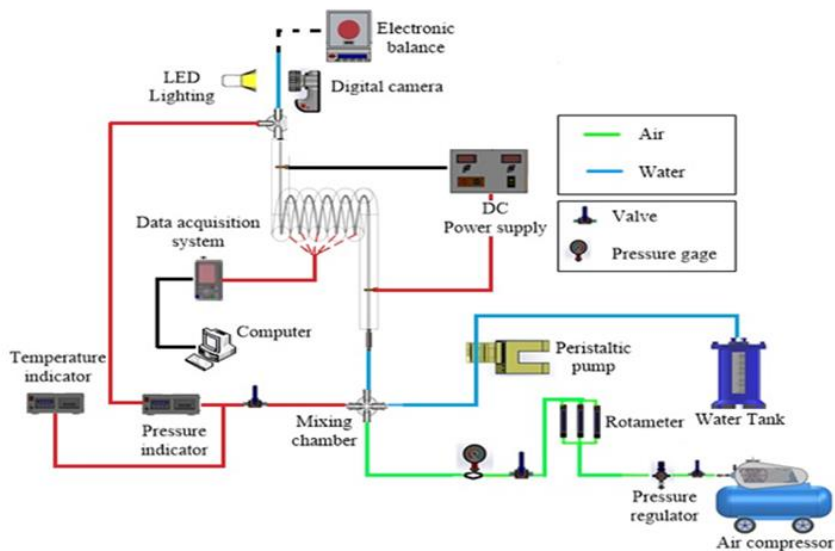 Electronic
balance
LED
Lighting
Digital camera
Air
Water
Valve
Pressure gage
DC
Power supply
Data acquisition
system
Computer
Temperature
indicator
Pressure
indicator
Mixing
chamber
Peristaltic
pump
Water Tank
Rotameter
Pressure
regulator
Air compressor